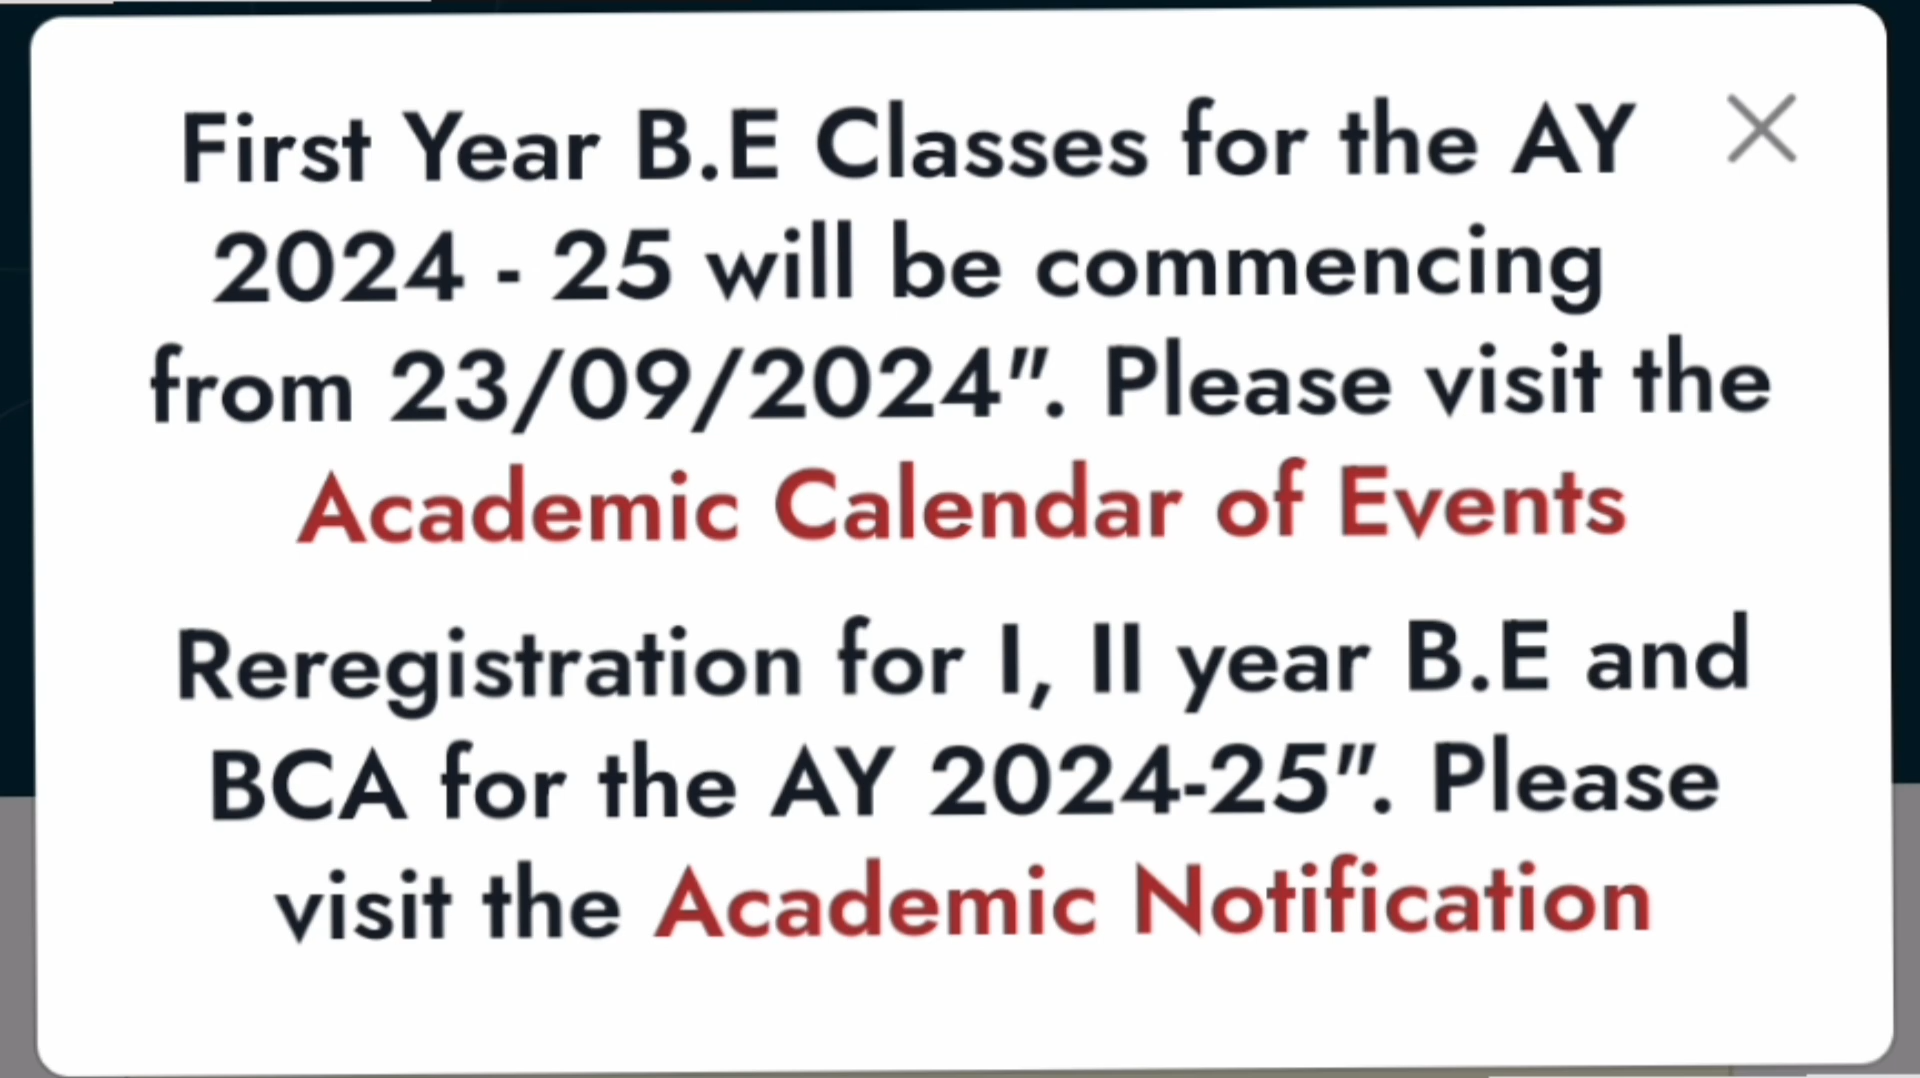 First Year B.E Classes for the AY
2024 - 25 will be commencing
from 23/09/2024". Please visit the
Academic Calendar of Events
Reregistration for I, II year B.E and
BCA for the AY 2024-25". Please
visit the Academic Notification